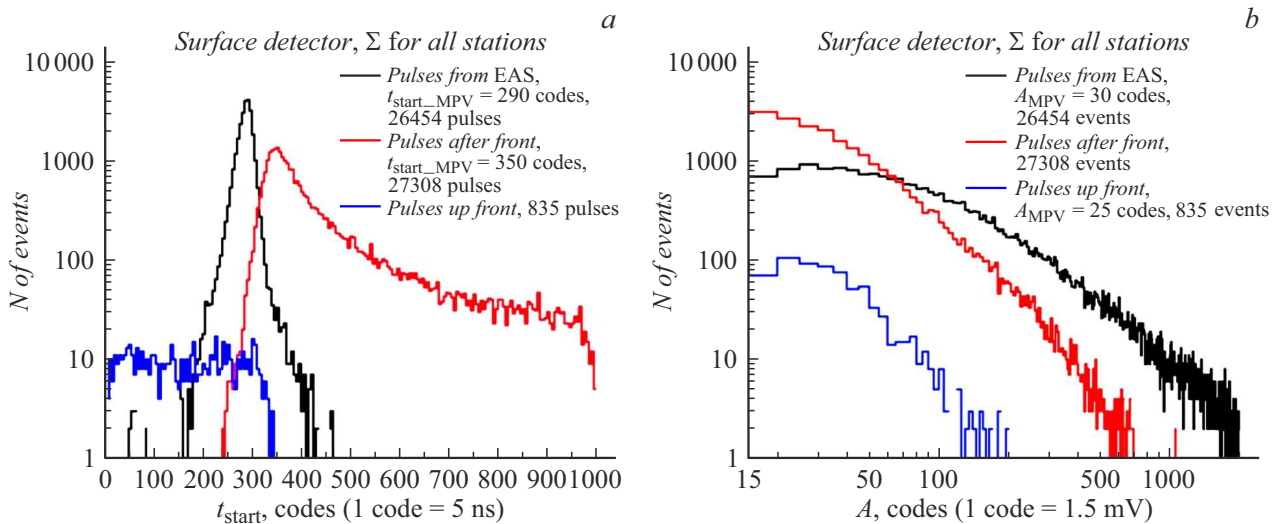 a
Surface detector, Σ for all stations
10 000
1000
100
10
1
N of events
Pulses from EAS,
t_start_MPV = 290 codes,
26454 pulses
Pulses after front,
t_start_MPV = 350 codes,
27308 pulses
Pulses up front, 835 pulses
0 100 200 300 400 500 600 700 800 900 1000
t_start, codes (1 code = 5 ns)
b
Surface detector, Σ for all stations
10 000
1000
100
10
1
N of events
Pulses from EAS,
A_MPV = 30 codes,
26454 events
Pulses after front,
27308 events
Pulses up front,
A_MPV = 25 codes, 835 events
15 50 100 500 1000
A, codes (1 code = 1.5 mV)